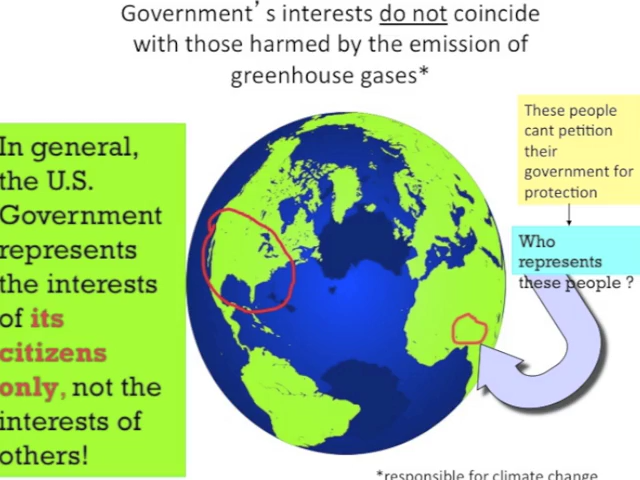 Government's interests do not coincide
with those harmed by the emission of
greenhouse gases*
In general,
the U.S.
Government
represents
the interests
of its
citizens
only, not the
interests of
others!
These people
cant petition
their
government for
protection
Who
represents
these people ?
*responsible for climate change